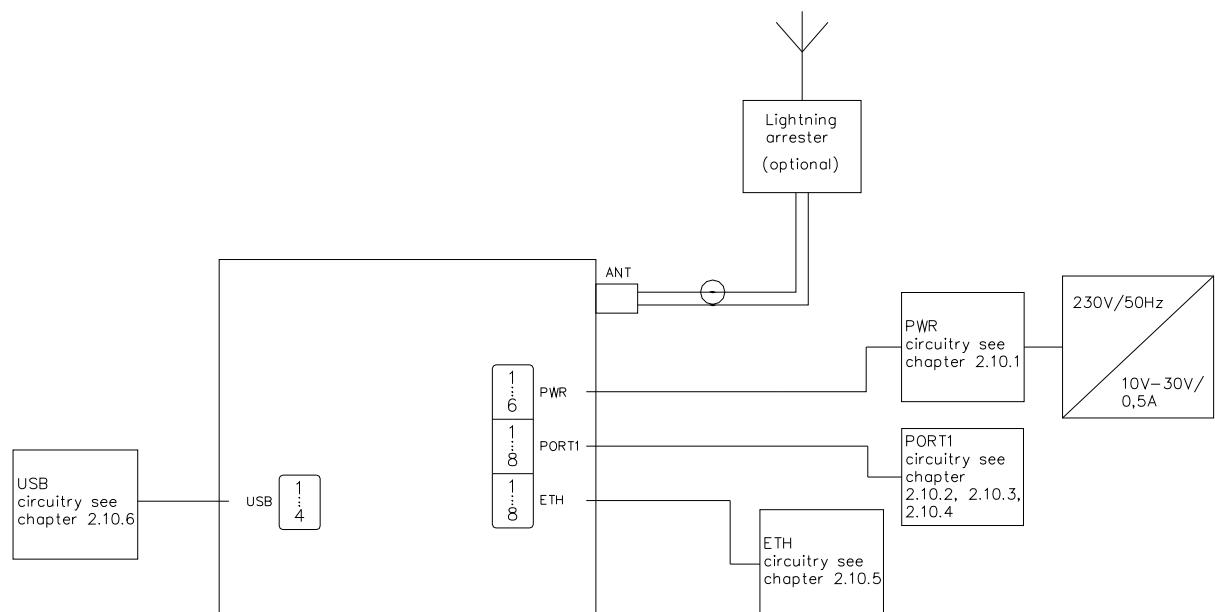 Lightning
arrester
(optional)
ANT
230V/50Hz
10V-30V/
0,5A
PWR
circuitry see
chapter 2.10.1
1
...
6
PWR
1
...
8
PORT1
1
...
8
ETH
PORT1
circuitry see
chapter
2.10.2, 2.10.3,
2.10.4
USB
circuitry see
chapter 2.10.6
USB
1
...
4
ETH
circuitry see
chapter 2.10.5